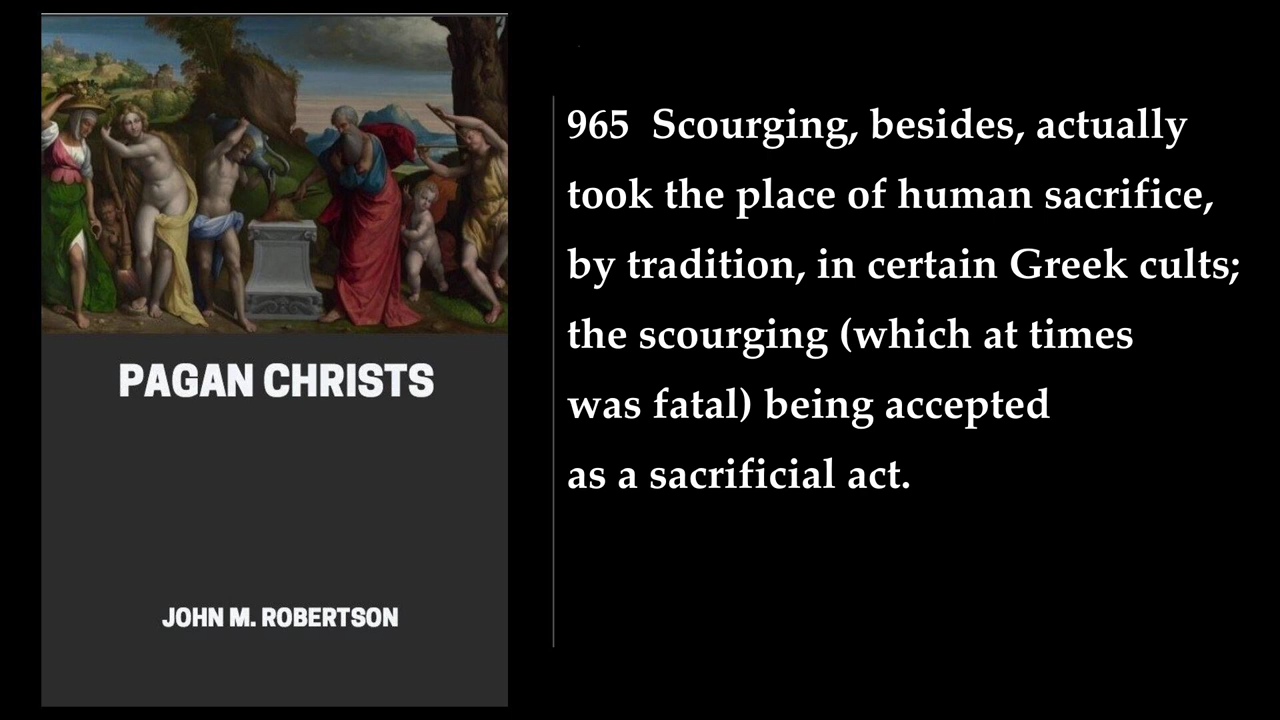 PAGAN CHRISTS
JOHN M. ROBERTSON
965 Scourging, besides, actually
took the place of human sacrifice,
by tradition, in certain Greek cults;
the scourging (which at times
was fatal) being accepted
as a sacrificial act.